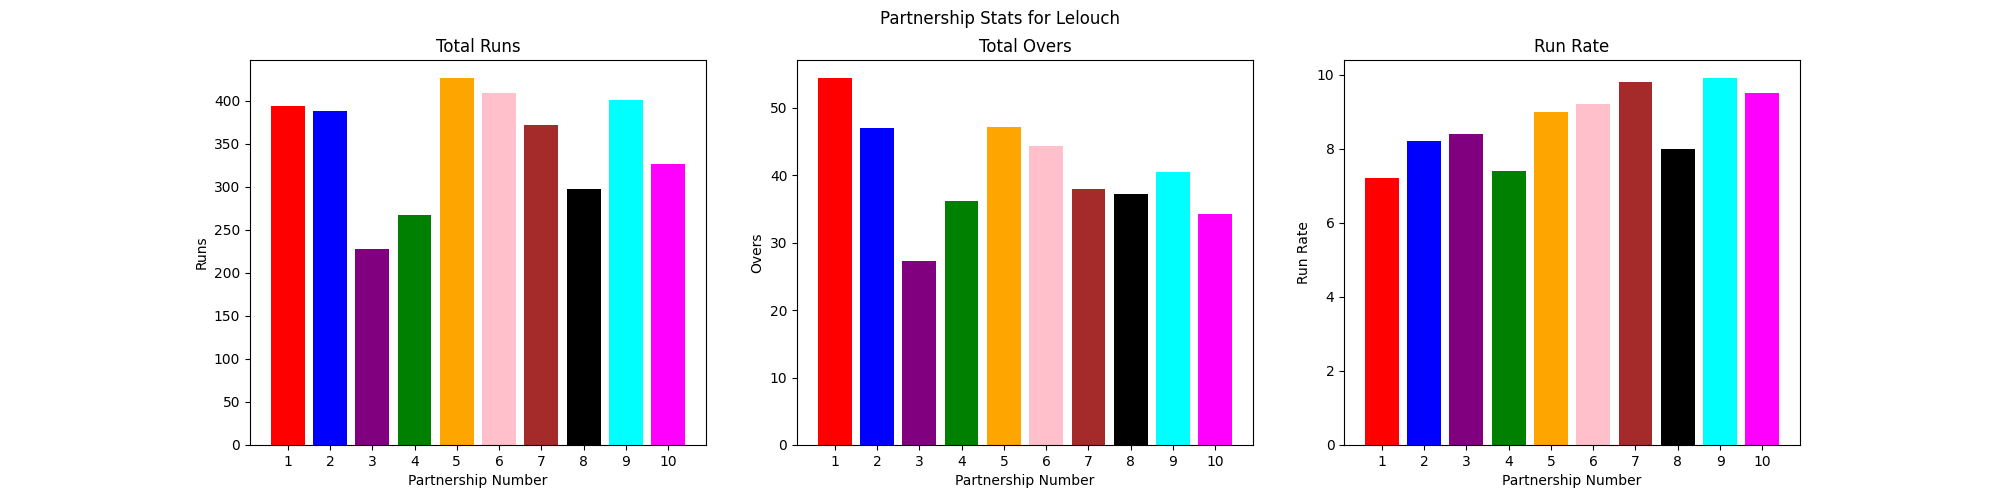 Partnership Stats for Lelouch
Total Runs
400
350
300
250
200
150
100
50
0
Runs
1 2 3 4 5 6 7 8 9 10
Partnership Number
Total Overs
50
40
30
20
10
0
Overs
1 2 3 4 5 6 7 8 9 10
Partnership Number
Run Rate
10
8
6
4
2
0
Run Rate
1 2 3 4 5 6 7 8 9 10
Partnership Number